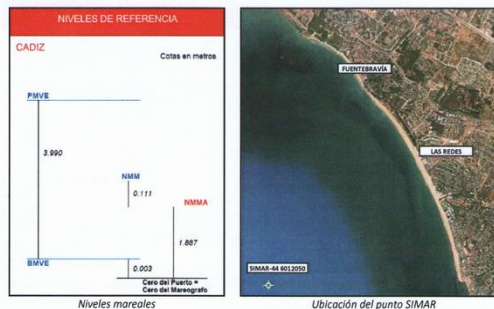 NIVELES DE REFERENCIA
CADIZ
Cotas en metros
PMVE
3.990
NMM
0.111
NMMA
1.887
BMVE
0.003
Cero del Puerto =
Cero del Mareografo
Niveles mareales
FUENTEBRAVÍA
LAS REDES
SIMAR-44 6012050
Ubicación del punto SIMAR